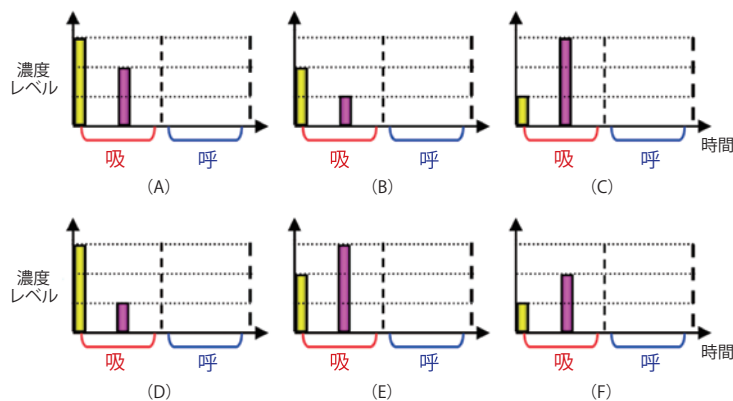 濃度
レベル
吸 呼
吸 呼
吸 呼
時間
(A)
(B)
(C)
濃度
レベル
吸 呼
吸 呼
吸 呼
時間
(D)
(E)
(F)